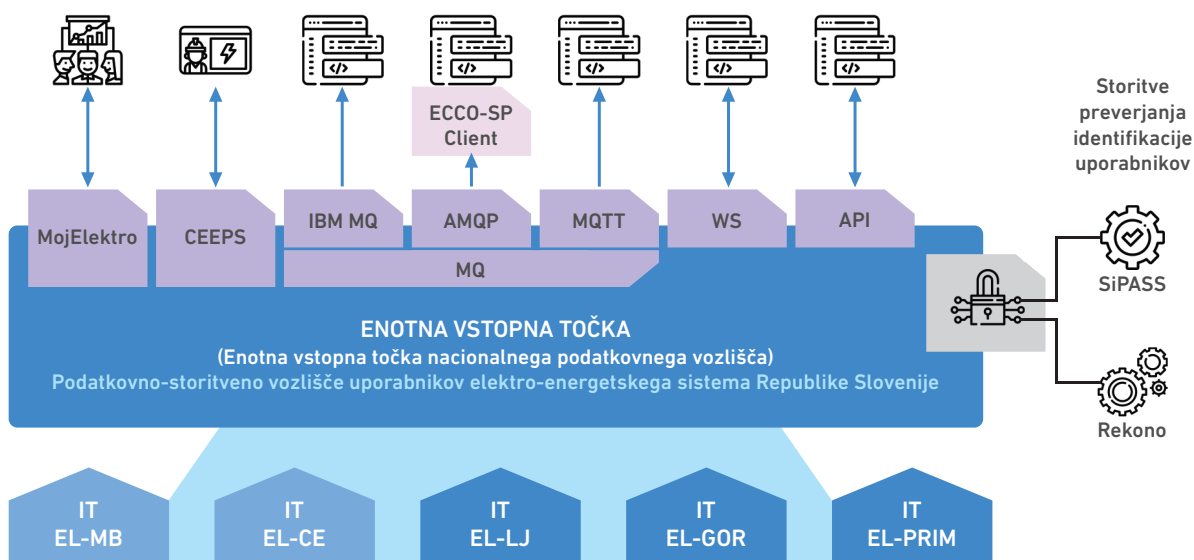 </>
</>
</>
</>
</>
ECCO-SP
Client
Storitve
preverjanja
identifikacije
uporabnikov
MojElektro
CEEPS
IBM MQ
AMQP
MQTT
WS
API
MQ
SiPASS
ENOTNA VSTOPNA TOČKA
(Enotna vstopna točka nacionalnega podatkovnega vozlišča)
Podatkovno-storitveno vozlišče uporabnikov elektro-energetskega sistema Republike Slovenije
Rekono
IT
EL-MB
IT
EL-CE
IT
EL-LJ
IT
EL-GOR
IT
EL-PRIM